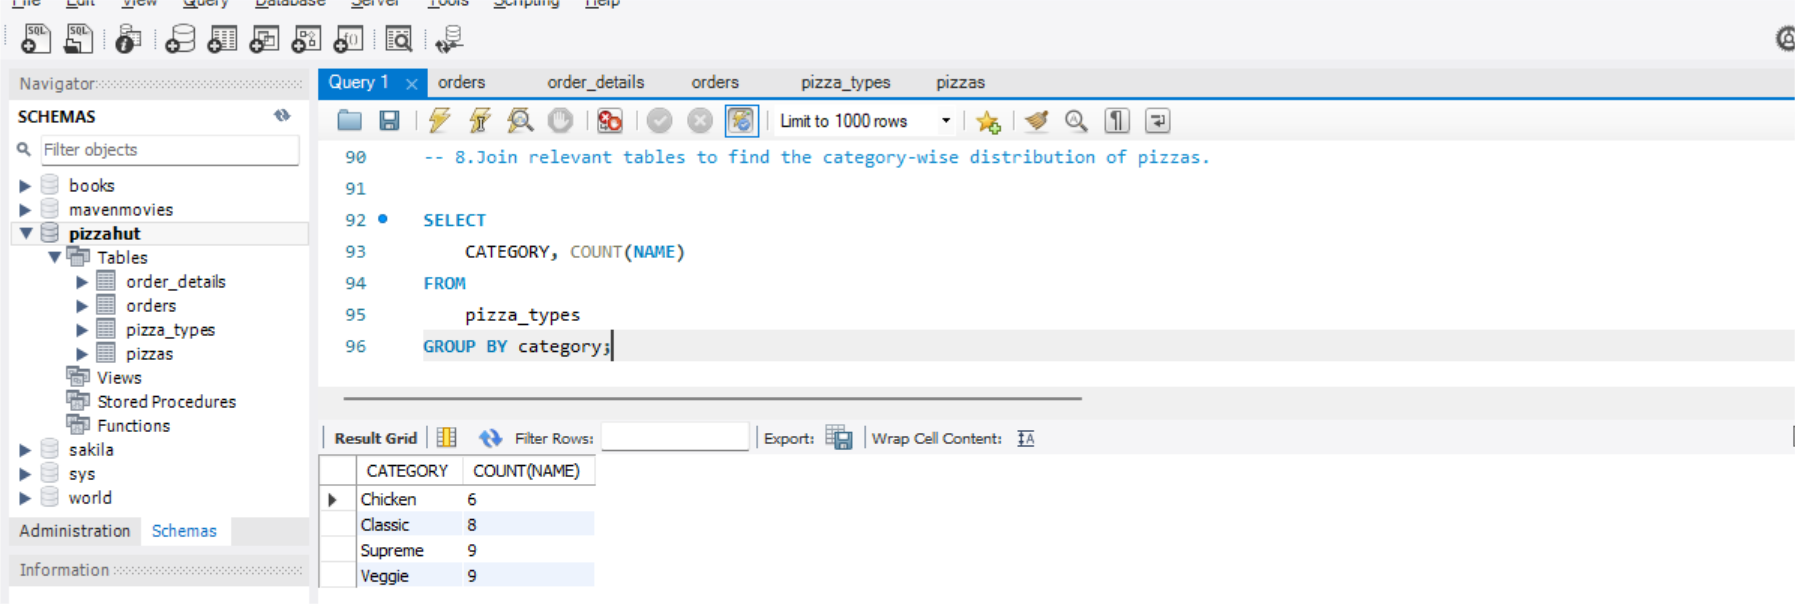 File Edit View Query Database Server Tools Scripting Help
Navigator
SCHEMAS
Filter objects
books
mavenmovies
pizzahut
Tables
order_details
orders
pizza_types
pizzas
Views
Stored Procedures
Functions
sakila
sys
world
Administration Schemas
Information
Query 1 orders order_details orders pizza_types pizzas
Limit to 1000 rows
90 -- 8.Join relevant tables to find the category-wise distribution of pizzas.
91
92 SELECT
93 CATEGORY, COUNT(NAME)
94 FROM
95 pizza_types
96 GROUP BY category;
Result Grid Filter Rows: Export: Wrap Cell Content:
CATEGORY COUNT(NAME)
Chicken 6
Classic 8
Supreme 9
Veggie 9